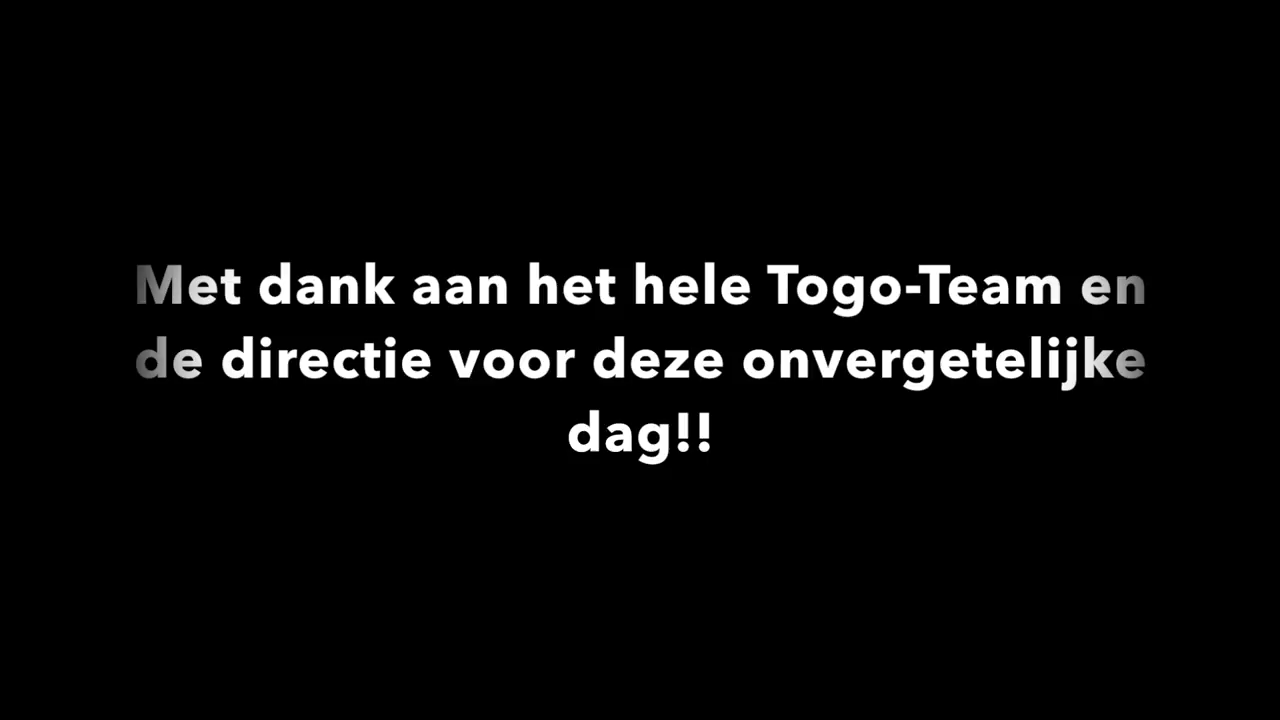 Met dank aan het hele Togo-Team en
de directie voor deze onvergetelijke
dag!!